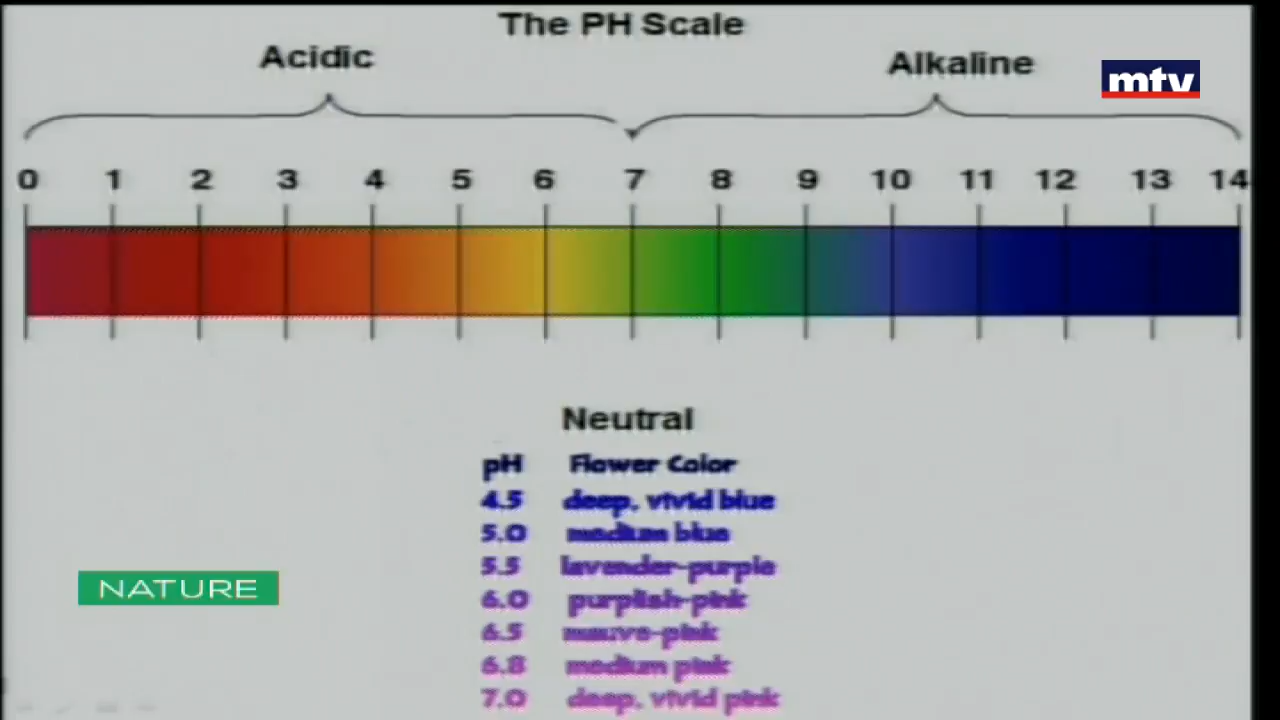 The PH Scale
Acidic
Alkaline
mtv
0 1 2 3 4 5 6 7 8 9 10 11 12 13 14
Neutral
pH Flower Color
4.5 deep, vivid blue
5.0 medium blue
5.5 lavender-purple
6.0 purplish-pink
6.5 mauve-pink
6.8 medium pink
7.0 deep, vivid pink
NATURE